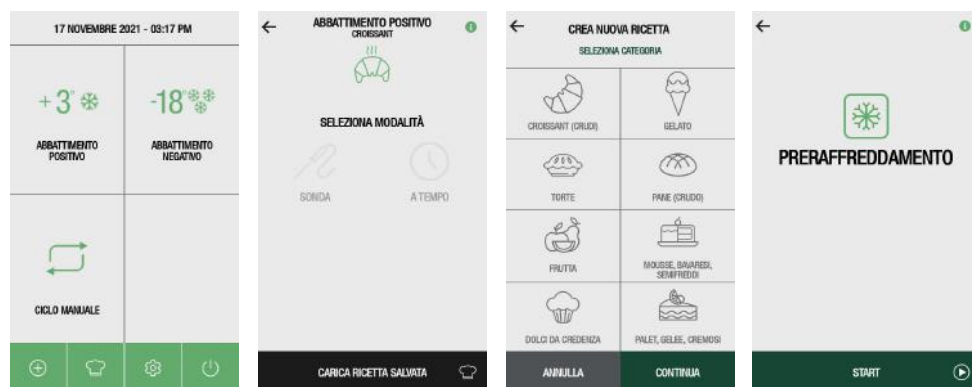 17 NOVEMBRE 2021 - 03:17 PM
+3°
-18°
ABBATTIMENTO
POSITIVO
ABBATTIMENTO
NEGATIVO
CICLO MANUALE
ABBATTIMENTO POSITIVO
CROISSANT
SELEZIONA MODALITÀ
SONDA
A TEMPO
CARICA RICETTA SALVATA
CREA NUOVA RICETTA
SELEZIONA CATEGORIA
CROISSANT (CRUDI)
GELATO
TORTE
PANE (CRUDO)
FRUTTA
MOUSSE, BAVARESI,
SEMIFREDDI
DOLCI DA CREDENZA
PALET, GELEE, CREMOSI
ANNULLA
CONTINUA
PRERAFFREDDAMENTO
START